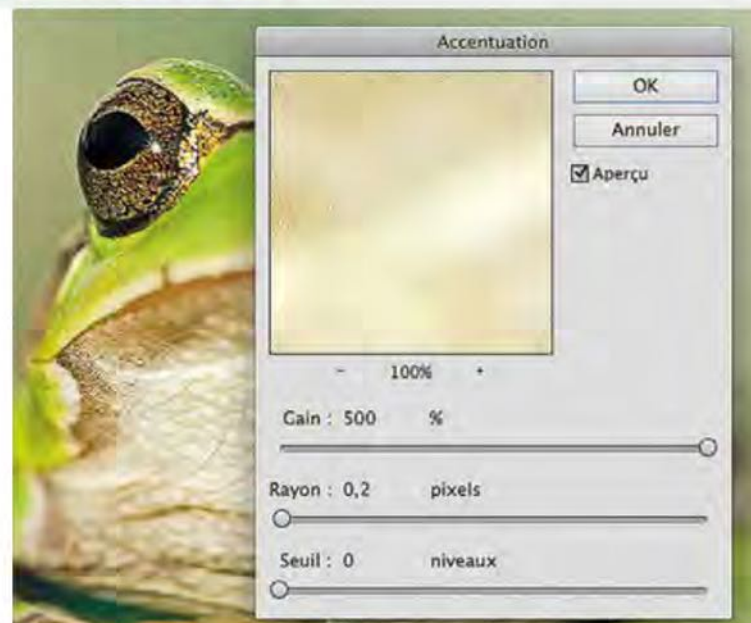 Accentuation
OK
Annuler
Aperçu
- 100% +
Gain : 500 %
Rayon : 0,2 pixels
Seuil : 0 niveaux